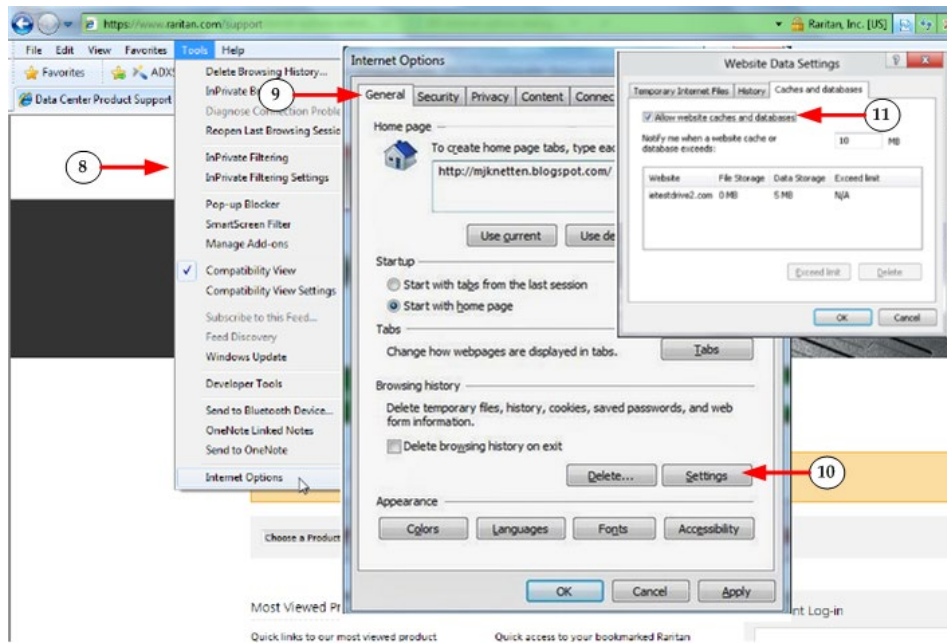 https://www.raritan.com/support
Raritan, Inc. [US]
File Edit View Favorites Tools Help
Favorites
Data Center Product Support
Delete Browsing History...
Diagnose Connection
Reopen Last Browsing
InPrivate Filtering
InPrivate Filtering Settings
Pop-up Blocker
SmartScreen Filter
Manage Add-ons
Compatibility View
Compatibility View Settings
Subscribe to this Feed...
Feed Discovery
Windows Update
Developer Tools
Send to Bluetooth Device...
OneNote Linked Notes
Send to OneNote
Internet Options
8
9
Internet Options
General Security Privacy Content Connec
Home page
To create home page tabs, type eac
http://mjknetten.blogspot.com/
Use current Use de
Startup
Start with tabs from the last session
Start with home page
Tabs
Change how webpages are displayed in tabs.
Tabs
Browsing history
Delete temporary files, history, cookies, saved passwords, and web
form information.
Delete browsing history on exit
Delete... Settings
10
Appearance
Colors Languages Fonts Accessibility
OK Cancel Apply
Website Data Settings
Temporary Internet Files History Caches and databases
Allow website caches and databases
11
Notify me when a website cache or
database exceeds:
10 MB
Website File Storage Data Storage Exceed limit
ietestdrive2.com 0 MB 5 MB N/A
Exceed limit Delete
OK Cancel
Choose a Product
Most Viewed Pr
nt Log-in
Quick links to our most viewed product
Quick access to your bookmarked Raritan